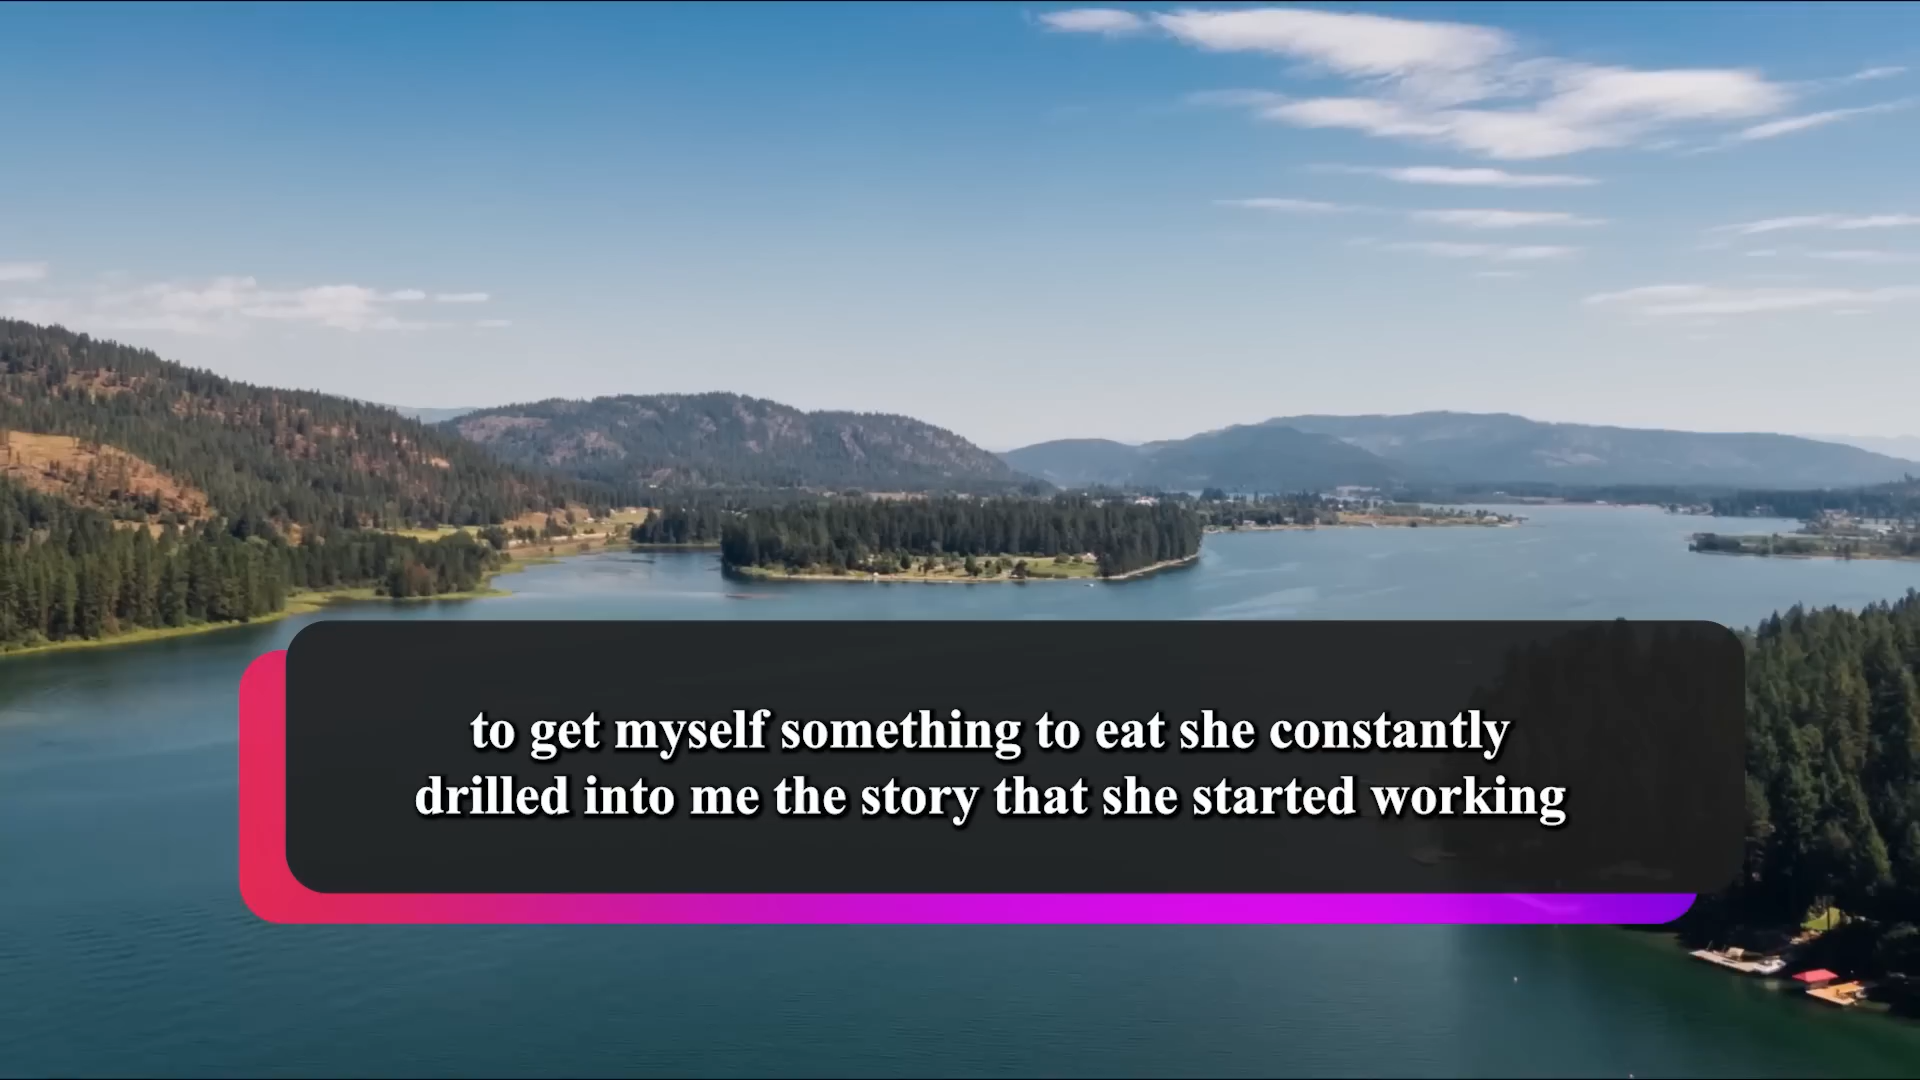 to get myself something to eat she constantly
drilled into me the story that she started working